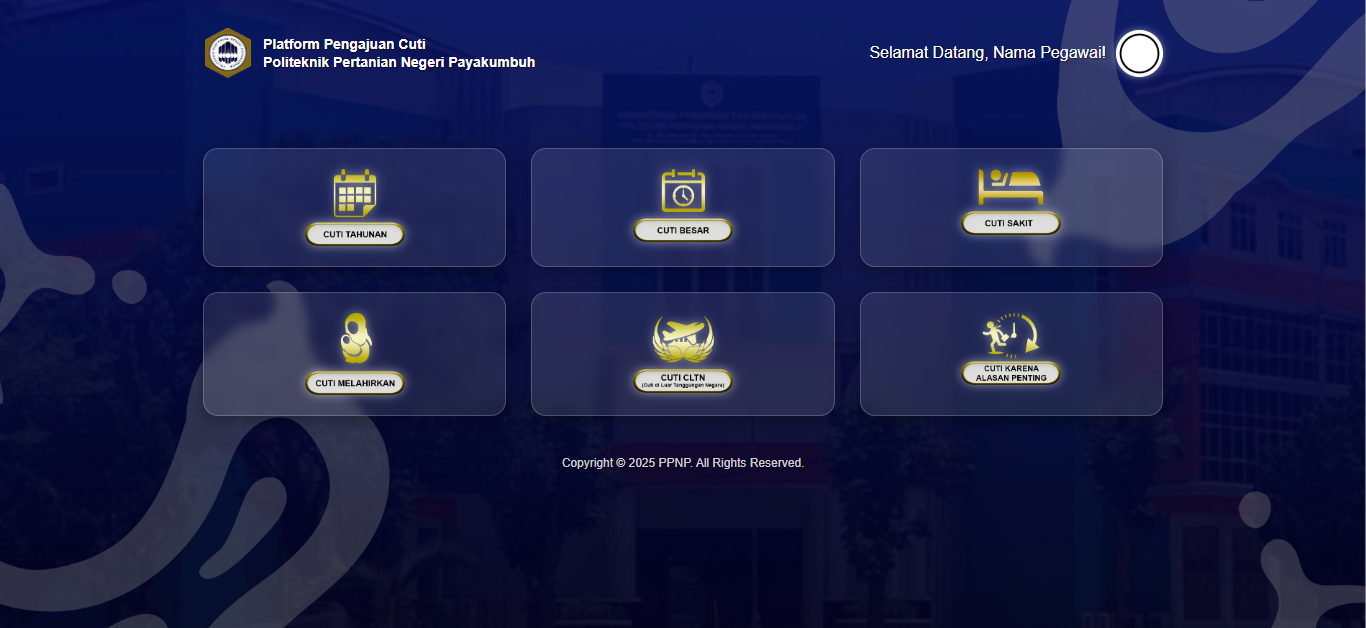 Platform Pengajuan Cuti
Politeknik Pertanian Negeri Payakumbuh
Selamat Datang, Nama Pegawai!
CUTI TAHUNAN
CUTI BESAR
CUTI SAKIT
CUTI MELAHIRKAN
CUTI CLTN
(Cuti di Luar Tanggungan Negara)
CUTI KARENA
ALASAN PENTING
Copyright © 2025 PPNP. All Rights Reserved.